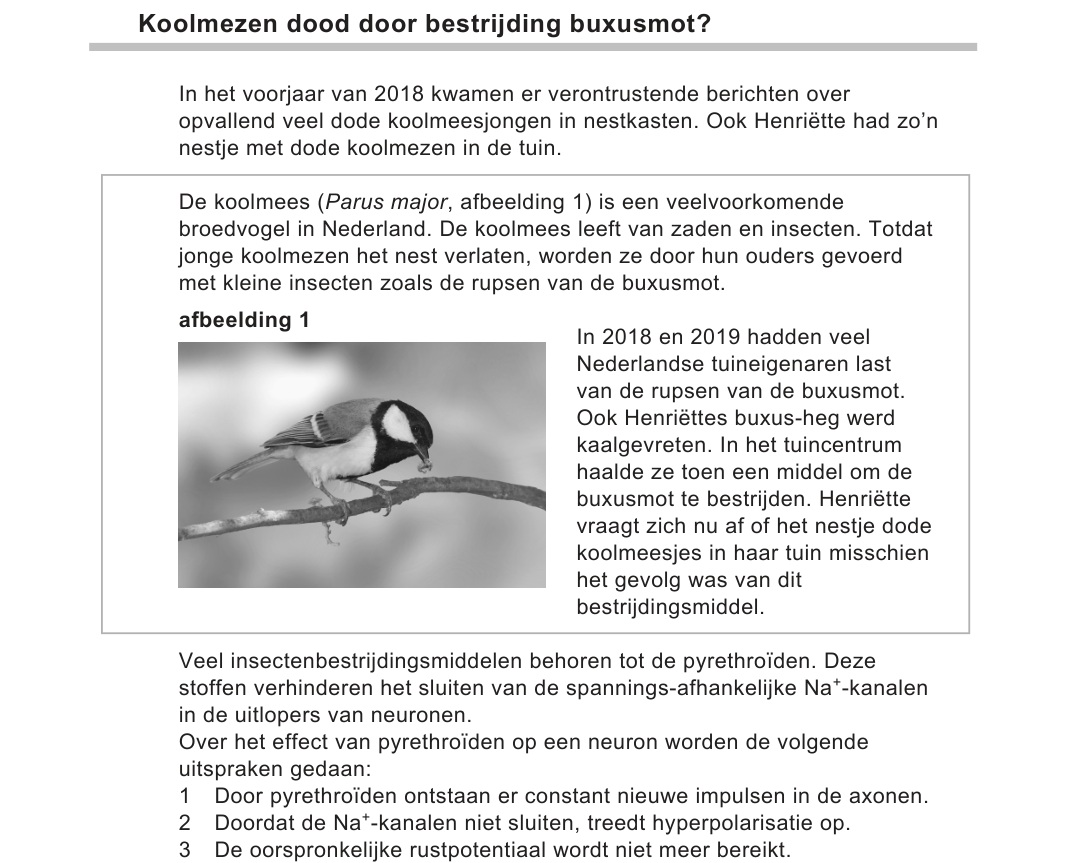 Koolmezen dood door bestrijding buxusmot?
In het voorjaar van 2018 kwamen er verontrustende berichten over
opvallend veel dode koolmeesjongen in nestkasten. Ook Henriëtte had zo’n
nestje met dode koolmezen in de tuin.
De koolmees (Parus major, afbeelding 1) is een veelvoorkomende
broedvogel in Nederland. De koolmees leeft van zaden en insecten. Totdat
jonge koolmezen het nest verlaten, worden ze door hun ouders gevoerd
met kleine insecten zoals de rupsen van de buxusmot.
afbeelding 1
In 2018 en 2019 hadden veel
Nederlandse tuineigenaren last
van de rupsen van de buxusmot.
Ook Henriëttes buxus-heg werd
kaalgevreten. In het tuincentrum
haalde ze toen een middel om de
buxusmot te bestrijden. Henriëtte
vraagt zich nu af of het nestje dode
koolmeesjes in haar tuin misschien
het gevolg was van dit
bestrijdingsmiddel.
Veel insectenbestrijdingsmiddelen behoren tot de pyrethroïden. Deze
stoffen verhinderen het sluiten van de spannings-afhankelijke Na⁺-kanalen
in de uitlopers van neuronen.
Over het effect van pyrethroïden op een neuron worden de volgende
uitspraken gedaan:
1 Door pyrethroïden ontstaan er constant nieuwe impulsen in de axonen.
2 Doordat de Na⁺-kanalen niet sluiten, treedt hyperpolarisatie op.
3 De oorspronkelijke rustpotentiaal wordt niet meer bereikt.